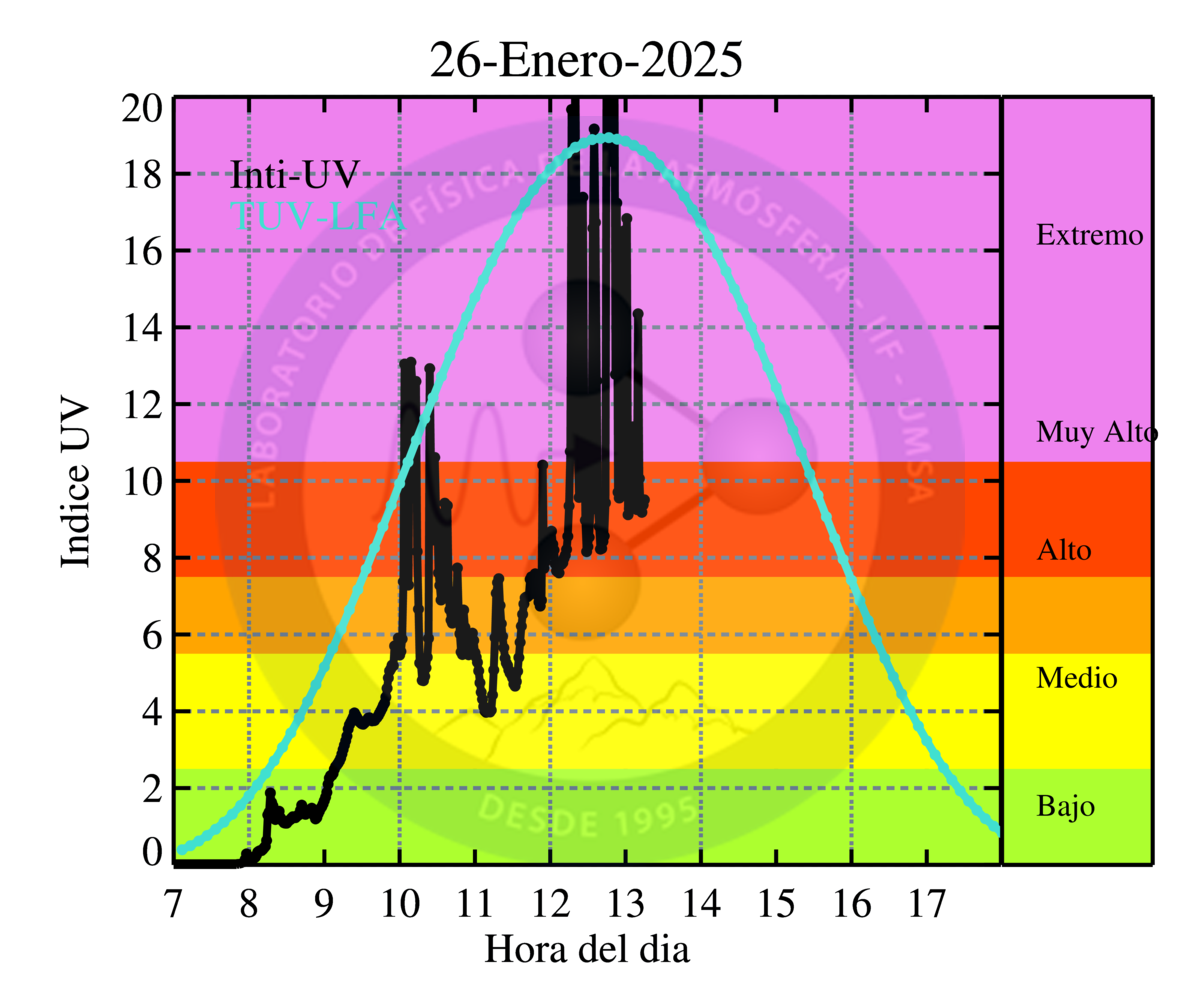 26-Enero-2025
Inti-UV
TUV-LFA
LABORATORIO DE FÍSICA DE LA ATMÓSFERA - IIF - UMSA
DESDE 1995
Indice UV
20
18
16
14
12
10
8
6
4
2
0
Extremo
Muy Alto
Alto
Medio
Bajo
7 8 9 10 11 12 13 14 15 16 17
Hora del dia